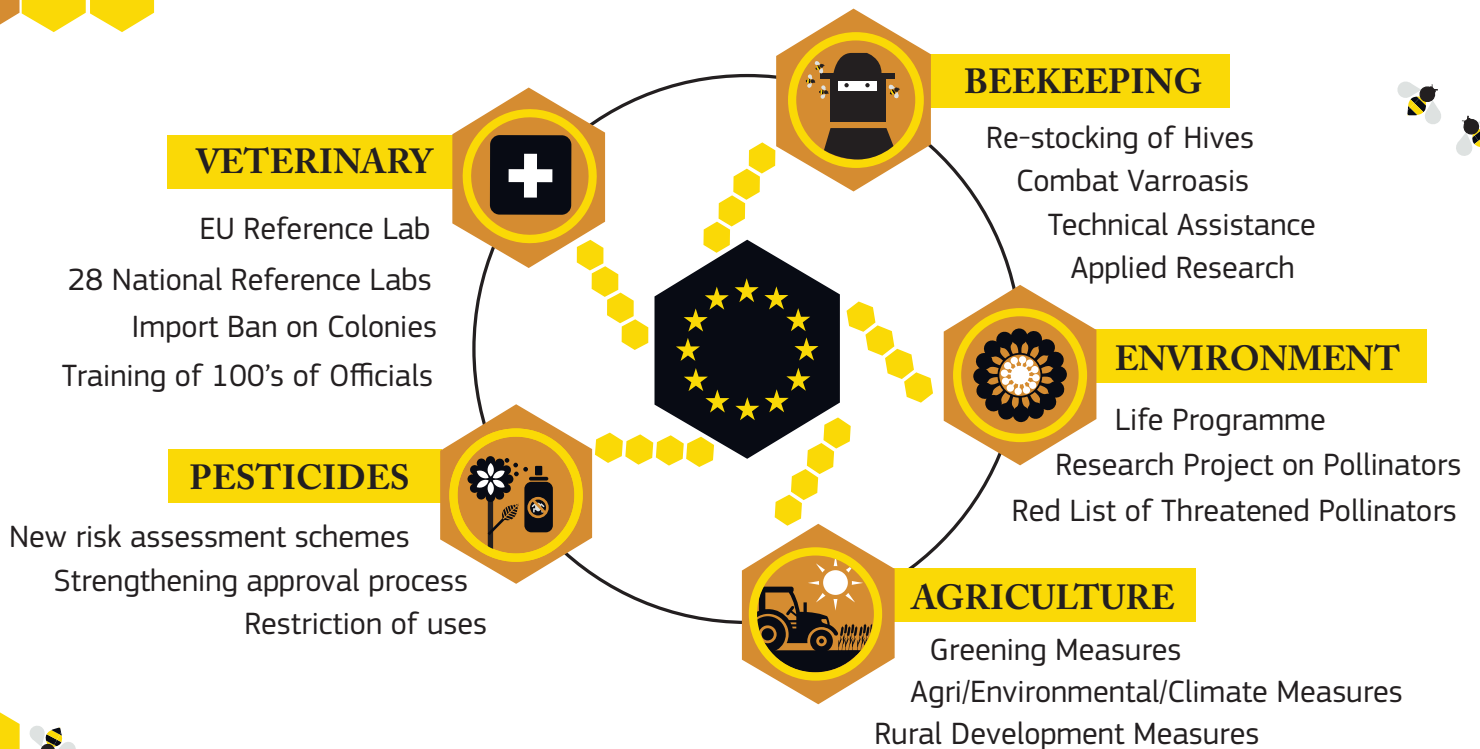 BEEKEEPING
Re-stocking of Hives
Combat Varroasis
Technical Assistance
Applied Research
VETERINARY
EU Reference Lab
28 National Reference Labs
Import Ban on Colonies
Training of 100's of Officials
ENVIRONMENT
Life Programme
Research Project on Pollinators
Red List of Threatened Pollinators
PESTICIDES
New risk assessment schemes
Strengthening approval process
Restriction of uses
AGRICULTURE
Greening Measures
Agri/Environmental/Climate Measures
Rural Development Measures